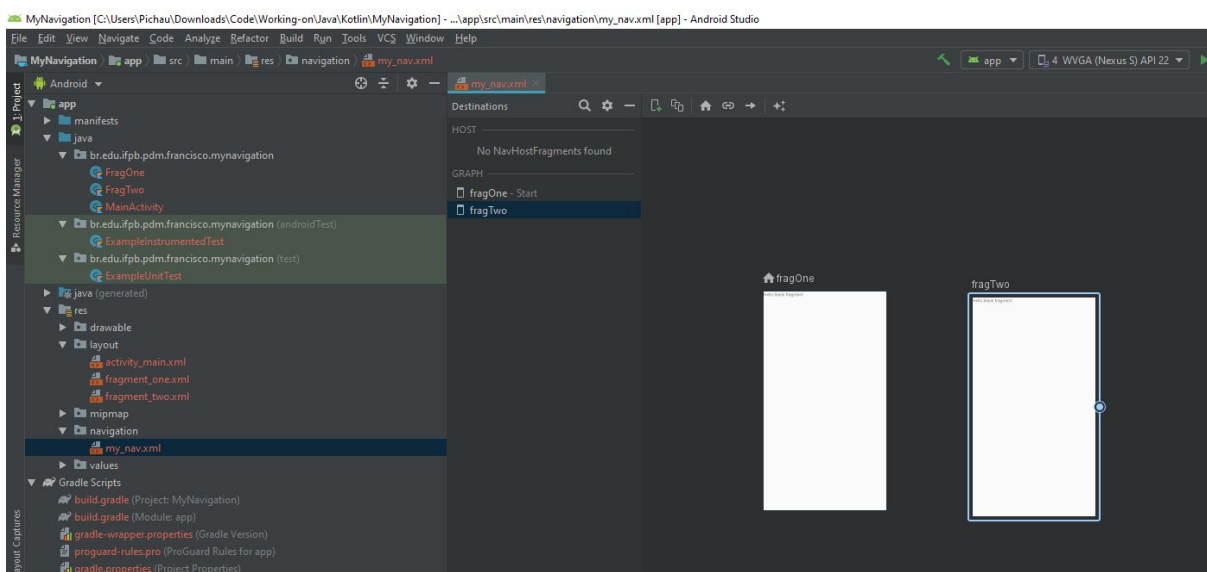 MyNavigation [C:\Users\Pichau\Downloads\Code\Working-on\Java\Kotlin\MyNavigation] - ...\app\src\main\res\navigation\my_nav.xml [app] - Android Studio
File Edit View Navigate Code Analyze Refactor Build Run Tools VCS Window Help
MyNavigation app src main res navigation my_nav.xml
app 4 WVGA (Nexus S) API 22
1: Project
Resource Manager
Layout Captures
Android
app
manifests
java
br.edu.ifpb.pdm.francisco.mynavigation
FragOne
FragTwo
MainActivity
br.edu.ifpb.pdm.francisco.mynavigation (androidTest)
ExampleInstrumentedTest
br.edu.ifpb.pdm.francisco.mynavigation (test)
ExampleUnitTest
java (generated)
res
drawable
layout
activity_main.xml
fragment_one.xml
fragment_two.xml
mipmap
navigation
my_nav.xml
values
Gradle Scripts
build.gradle (Project: MyNavigation)
build.gradle (Module: app)
gradle-wrapper.properties (Gradle Version)
proguard-rules.pro (ProGuard Rules for app)
gradle.properties (Project Properties)
my_nav.xml
Destinations
HOST
No NavHostFragments found
GRAPH
fragOne - Start
fragTwo
fragOne
Hello blank fragment
fragTwo
Hello blank fragment